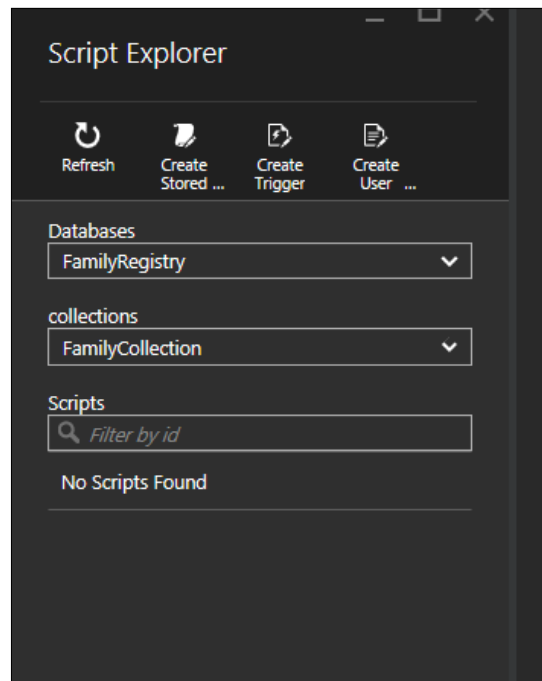 Script Explorer
Refresh
Create
Stored ...
Create
Trigger
Create
User ...
Databases
FamilyRegistry
collections
FamilyCollection
Scripts
Filter by id
No Scripts Found